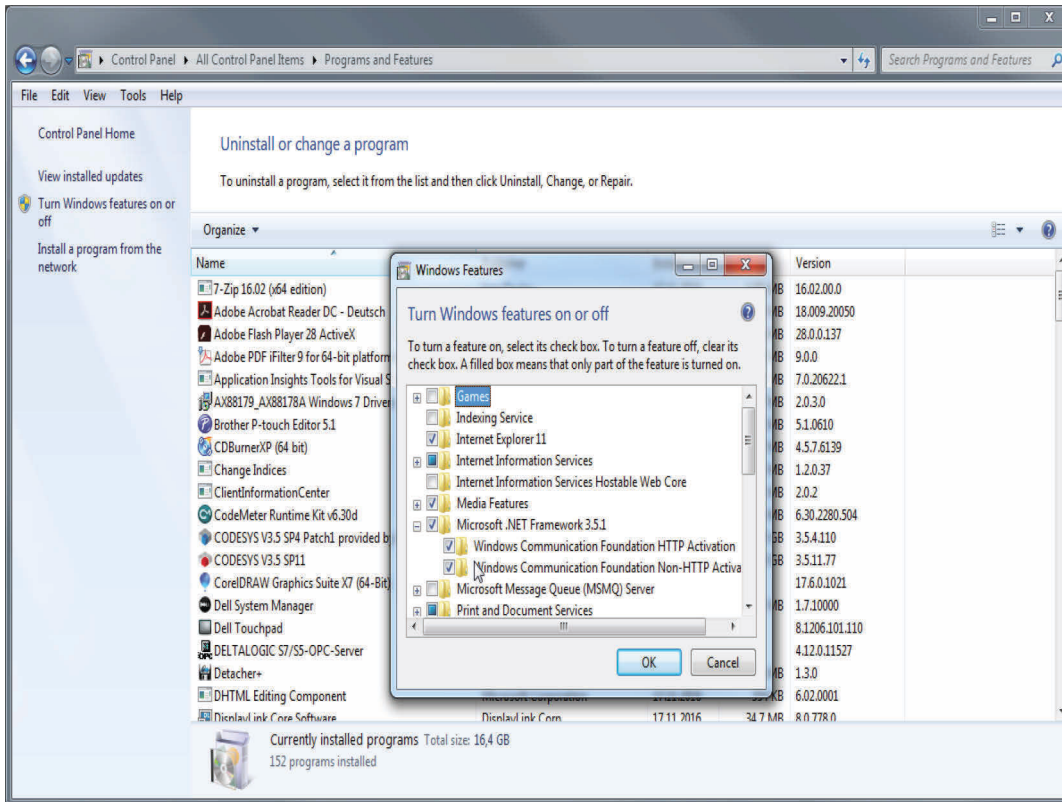 Control Panel ▸ All Control Panel Items ▸ Programs and Features
Search Programs and Features
File Edit View Tools Help
Control Panel Home
View installed updates
Turn Windows features on or
off
Install a program from the
network
Uninstall or change a program
To uninstall a program, select it from the list and then click Uninstall, Change, or Repair.
Organize
Name
Version
7-Zip 16.02 (x64 edition)
MB 16.02.00.0
Adobe Acrobat Reader DC - Deutsch
MB 18.009.20050
Adobe Flash Player 28 ActiveX
MB 28.0.0.137
Adobe PDF iFilter 9 for 64-bit platform
MB 9.0.0
Application Insights Tools for Visual S
MB 7.0.20622.1
AX88179_AX88178A Windows 7 Driver
MB 2.0.3.0
Brother P-touch Editor 5.1
MB 5.1.0610
CDBurnerXP (64 bit)
MB 4.5.7.6139
Change Indices
MB 1.2.0.37
ClientInformationCenter
MB 2.0.2
CodeMeter Runtime Kit v6.30d
MB 6.30.2280.504
CODESYS V3.5 SP4 Patch1 provided b
GB 3.5.4.110
CODESYS V3.5 SP11
GB 3.5.11.77
CorelDRAW Graphics Suite X7 (64-Bit)
17.6.0.1021
Dell System Manager
MB 1.7.10000
Dell Touchpad
8.1206.101.110
DELTALOGIC S7/S5-OPC-Server
4.12.0.11527
Detacher+
MB 1.3.0
DHTML Editing Component
KB 6.02.0001
DisplayLink Core Software
DisplayLink Corp.
17.11.2016
34,7 MB
8.0.778.0
Windows Features
Turn Windows features on or off
To turn a feature on, select its check box. To turn a feature off, clear its
check box. A filled box means that only part of the feature is turned on.
Games
Indexing Service
Internet Explorer 11
Internet Information Services
Internet Information Services Hostable Web Core
Media Features
Microsoft .NET Framework 3.5.1
Windows Communication Foundation HTTP Activation
Windows Communication Foundation Non-HTTP Activa
Microsoft Message Queue (MSMQ) Server
Print and Document Services
OK Cancel
Currently installed programs Total size: 16,4 GB
152 programs installed